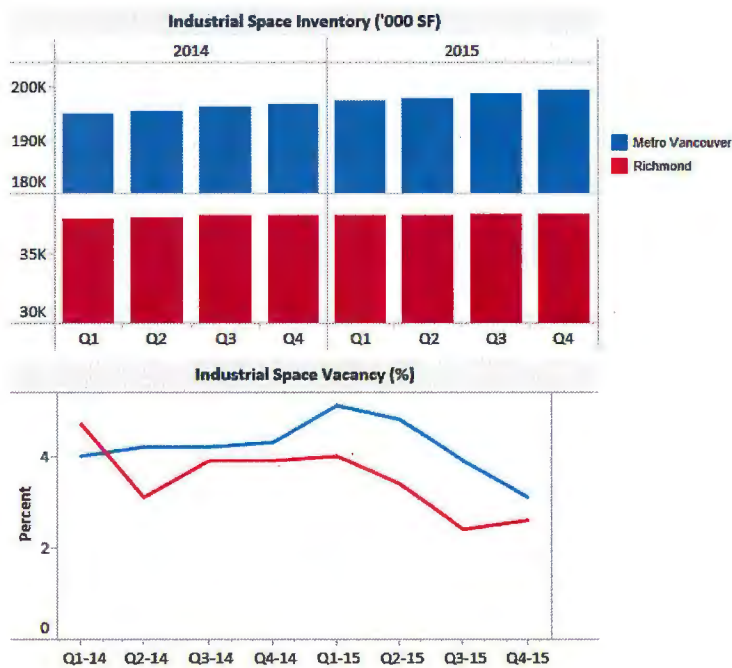 Industrial Space Inventory ('000 SF)
2014 2015
200K
190K
180K
Metro Vancouver
Richmond
35K
30K
Q1 Q2 Q3 Q4 Q1 Q2 Q3 Q4
Industrial Space Vacancy (%)
Percent
4
2
0
Q1-14 Q2-14 Q3-14 Q4-14 Q1-15 Q2-15 Q3-15 Q4-15